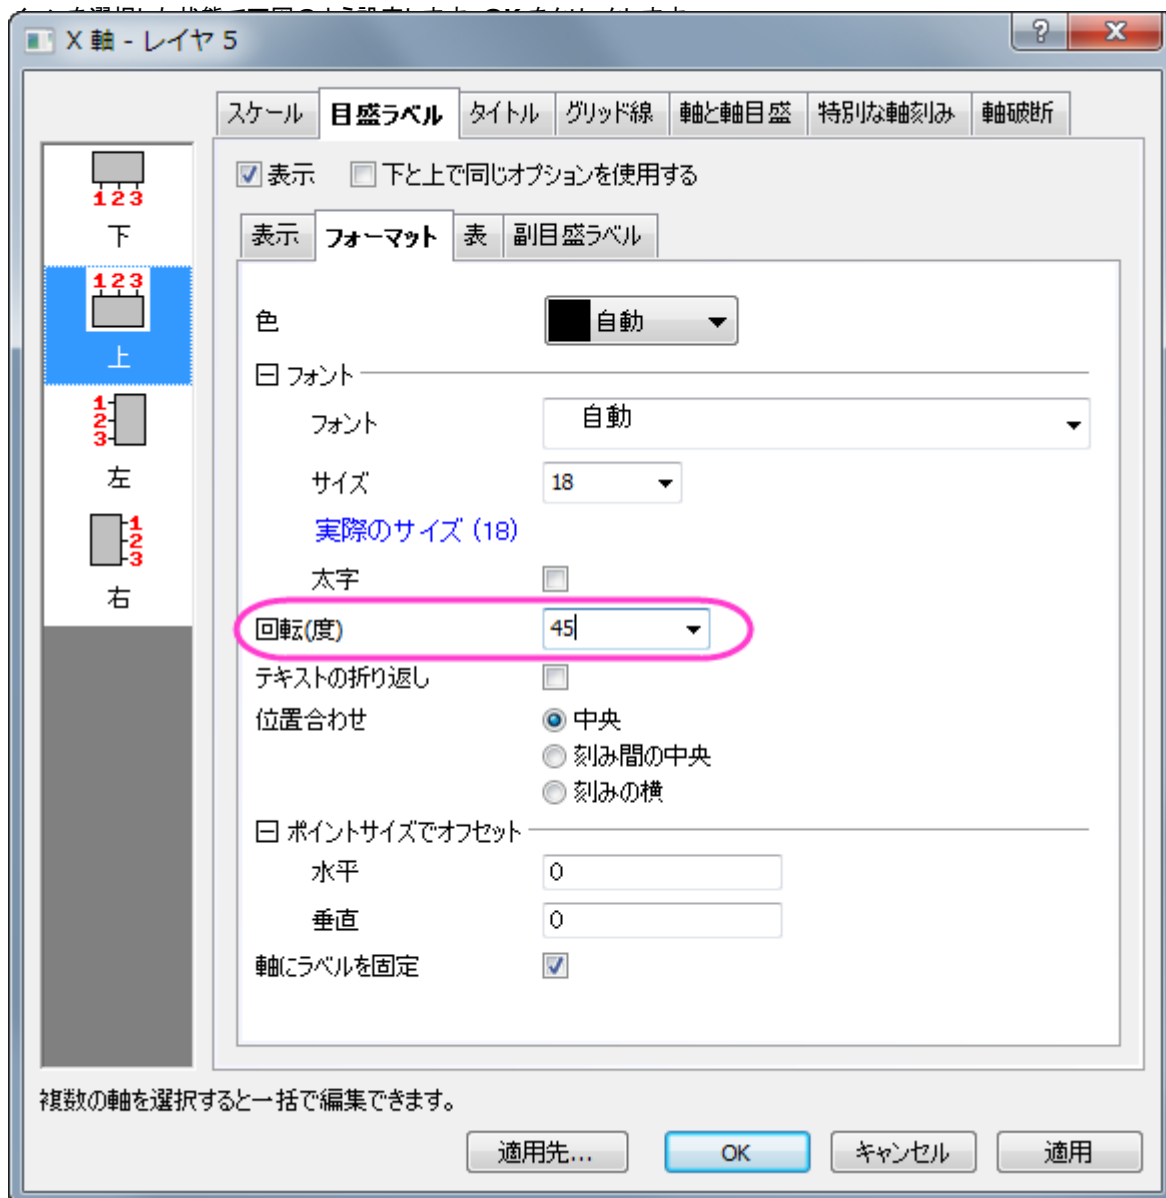 X 軸 - レイヤ 5
スケール 目盛ラベル タイトル グリッド線 軸と軸目盛 特別な軸刻み 軸破断
表示 下と上で同じオプションを使用する
表示 フォーマット 表 副目盛ラベル
123
下
123
上
1
2
3
左
1
2
3
右
色 自動
フォント
フォント 自動
サイズ 18
実際のサイズ (18)
太字
回転(度) 45
テキストの折り返し
位置合わせ 中央
刻み間の中央
刻みの横
ポイントサイズでオフセット
水平 0
垂直 0
軸にラベルを固定
複数の軸を選択すると一括で編集できます。
適用先... OK キャンセル 適用